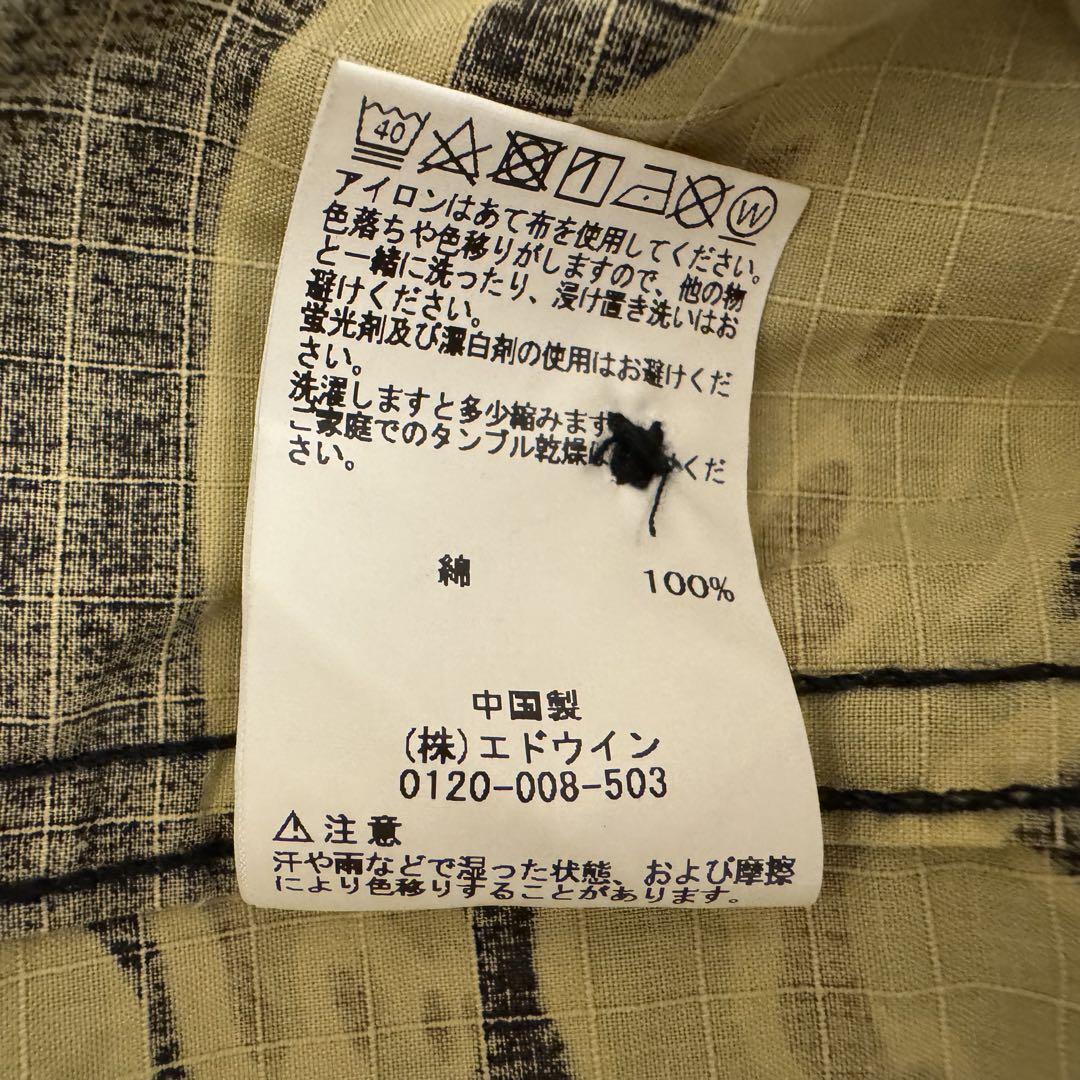 40
W
アイロンはあて布を使用してください。
色落ちや色移りがしますので、他の物
と一緒に洗ったり、浸け置き洗いはお
避けください。
蛍光剤及び漂白剤の使用はお避けくだ
さい。
洗濯しますと多少縮みます
ご家庭でのタンブル乾燥は くだ
さい。
綿 100%
中国製
(株)エドウイン
0120-008-503
⚠注意
汗や雨などで湿った状態、および摩擦
により色移りすることがあります。